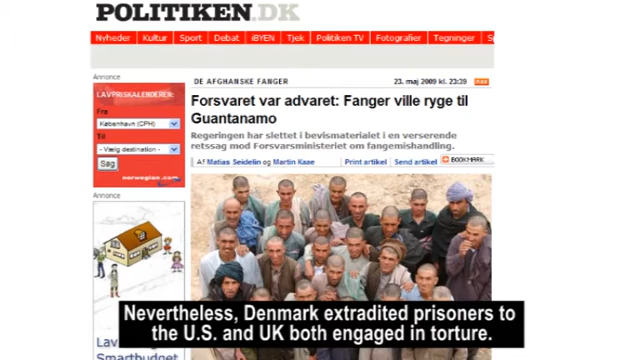 POLITIKEN.DK
Nyheder Kultur Sport Debat iBYEN Tjek Politiken TV Fotografier Tegninger
Annonce
LAVPRISKALENDEREN:
Fra
København (CPH)
Til
- Vælg destination -
Søg
norwegian.com
Annonce
DE AFGHANSKE FANGER
23. maj 2009 kl. 23:39
Forsvaret var advaret: Fanger ville ryge til
Guantanamo
Regeringen har slettet i bevismaterialet i en verserende
retssag mod Forsvarsministeriet om fangemishandling.
Af Matias Seidelin og Martin Kaae
Print artikel
Send artikel
BOOKMARK
Nevertheless, Denmark extradited prisoners to
the U.S. and UK both engaged in torture.
Smartbudget